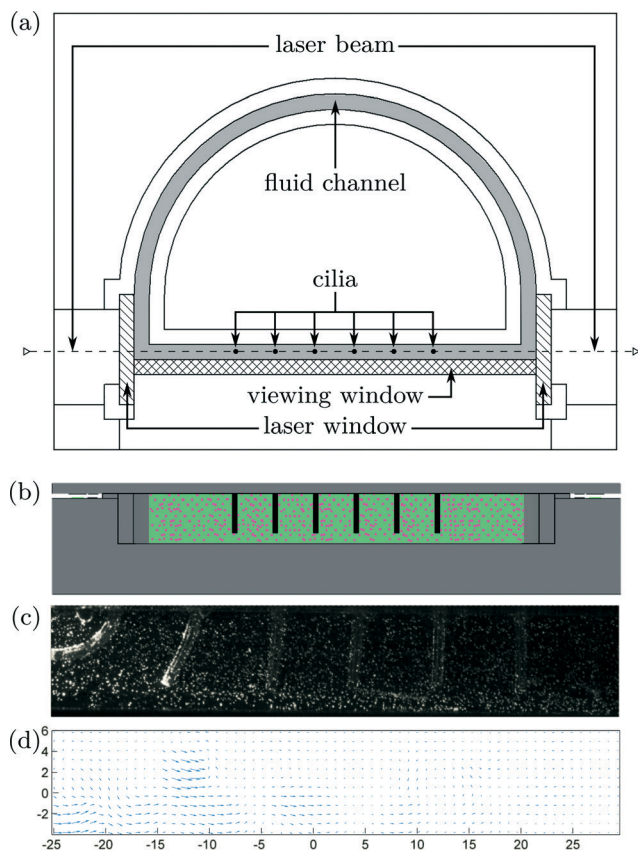 (a)
laser beam
fluid channel
cilia
viewing window
laser window
(b)
(c)
(d)
6
4
2
0
-2
-25 -20 -15 -10 -5 0 5 10 15 20 25